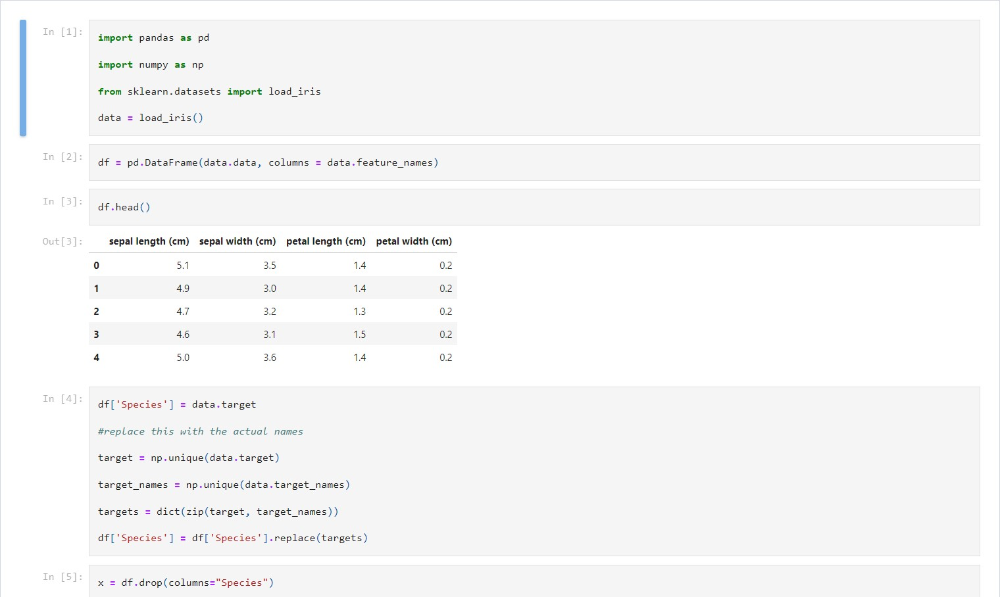 In [1]:
import pandas as pd
import numpy as np
from sklearn.datasets import load_iris
data = load_iris()
In [2]:
df = pd.DataFrame(data.data, columns = data.feature_names)
In [3]:
df.head()
Out[3]:
sepal length (cm) sepal width (cm) petal length (cm) petal width (cm)
0 5.1 3.5 1.4 0.2
1 4.9 3.0 1.4 0.2
2 4.7 3.2 1.3 0.2
3 4.6 3.1 1.5 0.2
4 5.0 3.6 1.4 0.2
In [4]:
df['Species'] = data.target
#replace this with the actual names
target = np.unique(data.target)
target_names = np.unique(data.target_names)
targets = dict(zip(target, target_names))
df['Species'] = df['Species'].replace(targets)
In [5]:
x = df.drop(columns="Species")